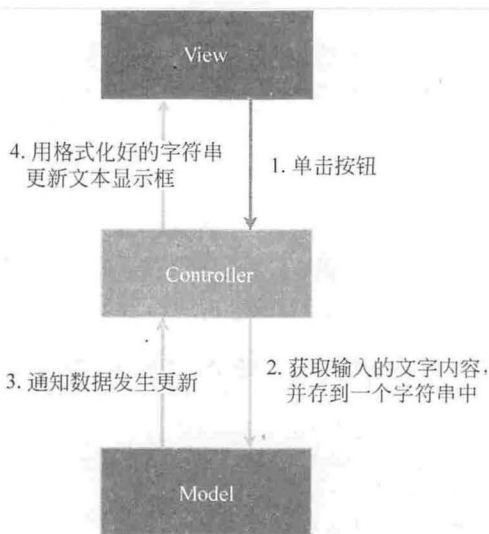 View
4. 用格式化好的字符串
更新文本显示框
1. 单击按钮
Controller
3. 通知数据发生更新
2. 获取输入的文字内容，
并存到一个字符串中
Model